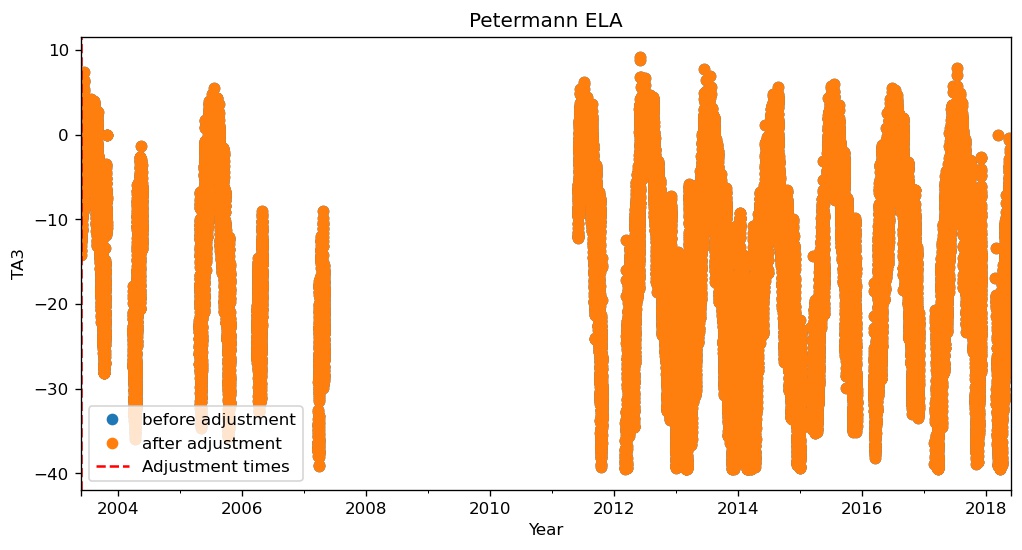 Petermann ELA
TA3
10
0
−10
−20
−30
−40
before adjustment
after adjustment
Adjustment times
2004 2006 2008 2010 2012 2014 2016 2018
Year